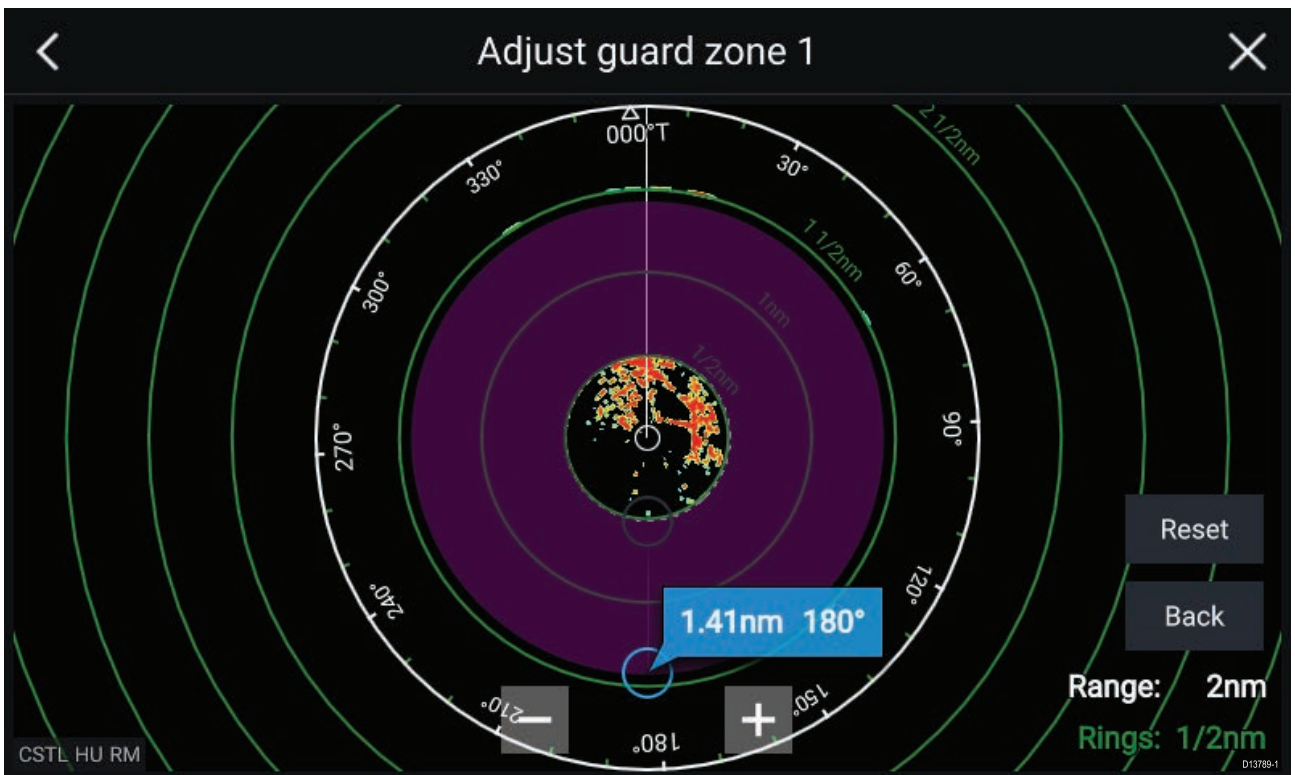 Adjust guard zone 1
000°T
30°
60°
90°
120°
150°
180°
210°
240°
270°
300°
330°
2 1/2nm
1 1/2nm
1nm
1/2nm
1.41nm 180°
Reset
Back
Range: 2nm
Rings: 1/2nm
−
+
CSTL HU RM
D13789-1